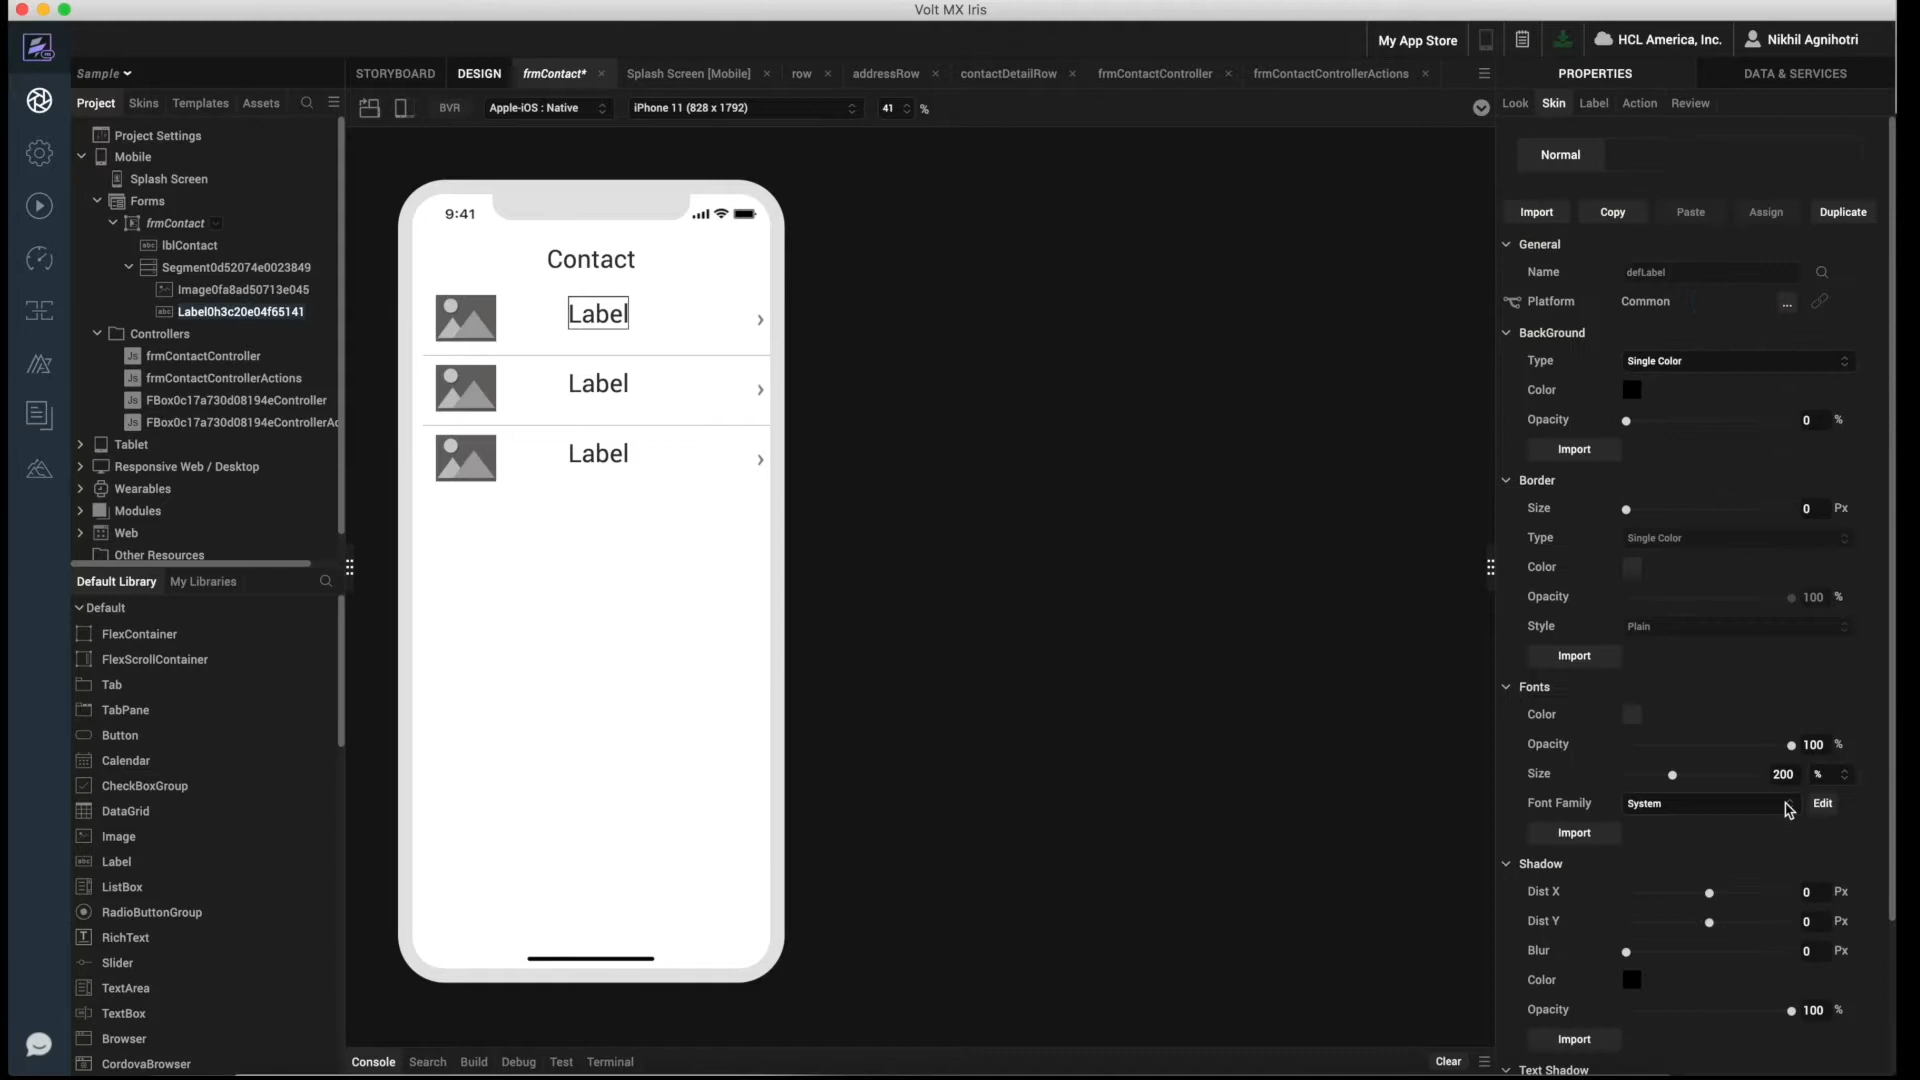 Volt MX Iris
My App Store
HCL America, Inc.
Nikhil Agnihotri
Sample
STORYBOARD
DESIGN
frmContact*
Splash Screen [Mobile]
row
addressRow
contactDetailRow
frmContactController
frmContactControllerActions
PROPERTIES
DATA & SERVICES
Project
Skins
Templates
Assets
BVR
Apple-iOS : Native
iPhone 11 (828 x 1792)
41
%
Look
Skin
Label
Action
Review
Project Settings
Mobile
Splash Screen
Forms
frmContact
lblContact
Segment0d52074e0023849
Image0fa8ad50713e045
Label0h3c20e04f65141
Controllers
frmContactController
frmContactControllerActions
FBox0c17a730d08194eController
FBox0c17a730d08194eControllerAc
Tablet
Responsive Web / Desktop
Wearables
Modules
Web
Other Resources
Default Library
My Libraries
Default
FlexContainer
FlexScrollContainer
Tab
TabPane
Button
Calendar
CheckBoxGroup
DataGrid
Image
Label
ListBox
RadioButtonGroup
RichText
Slider
TextArea
TextBox
Browser
CordovaBrowser
9:41
Contact
Label
Label
Label
Console
Search
Build
Debug
Test
Terminal
Clear
Normal
Import
Copy
Paste
Assign
Duplicate
General
Name
defLabel
Platform
Common
...
BackGround
Type
Single Color
Color
Opacity
0
%
Import
Border
Size
0
Px
Type
Single Color
Color
Opacity
100
%
Style
Plain
Import
Fonts
Color
Opacity
100
%
Size
200
%
Font Family
System
Edit
Import
Shadow
Dist X
0
Px
Dist Y
0
Px
Blur
0
Px
Color
Opacity
100
%
Import
Text Shadow